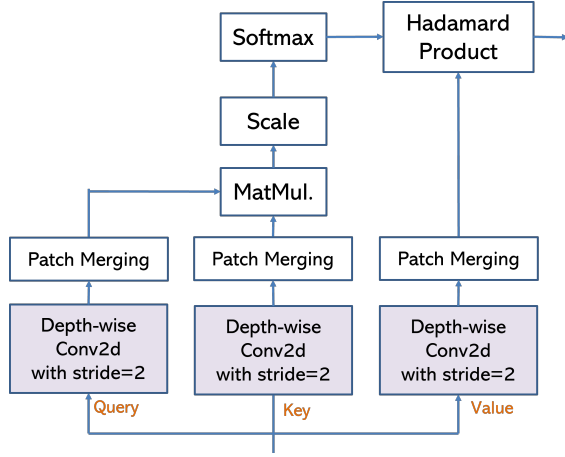 Softmax
Hadamard
Product
Scale
MatMul.
Patch Merging
Patch Merging
Patch Merging
Depth-wise
Conv2d
with stride=2
Depth-wise
Conv2d
with stride=2
Depth-wise
Conv2d
with stride=2
Query
Key
Value